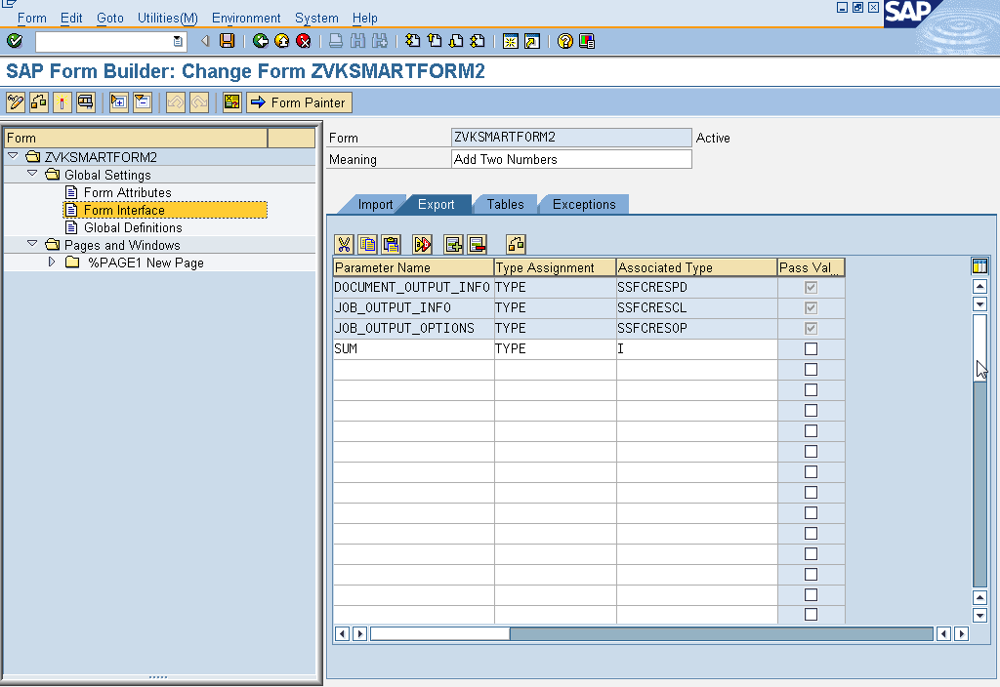 Form Edit Goto Utilities(M) Environment System Help
SAP
SAP Form Builder: Change Form ZVKSMARTFORM2
Form Painter
Form
ZVKSMARTFORM2
Global Settings
Form Attributes
Form Interface
Global Definitions
Pages and Windows
%PAGE1 New Page
Form ZVKSMARTFORM2 Active
Meaning Add Two Numbers
Import Export Tables Exceptions
Parameter Name Type Assignment Associated Type Pass Val...
DOCUMENT_OUTPUT_INFO TYPE SSFCRESPD
JOB_OUTPUT_INFO TYPE SSFCRESCL
JOB_OUTPUT_OPTIONS TYPE SSFCRESOP
SUM TYPE I